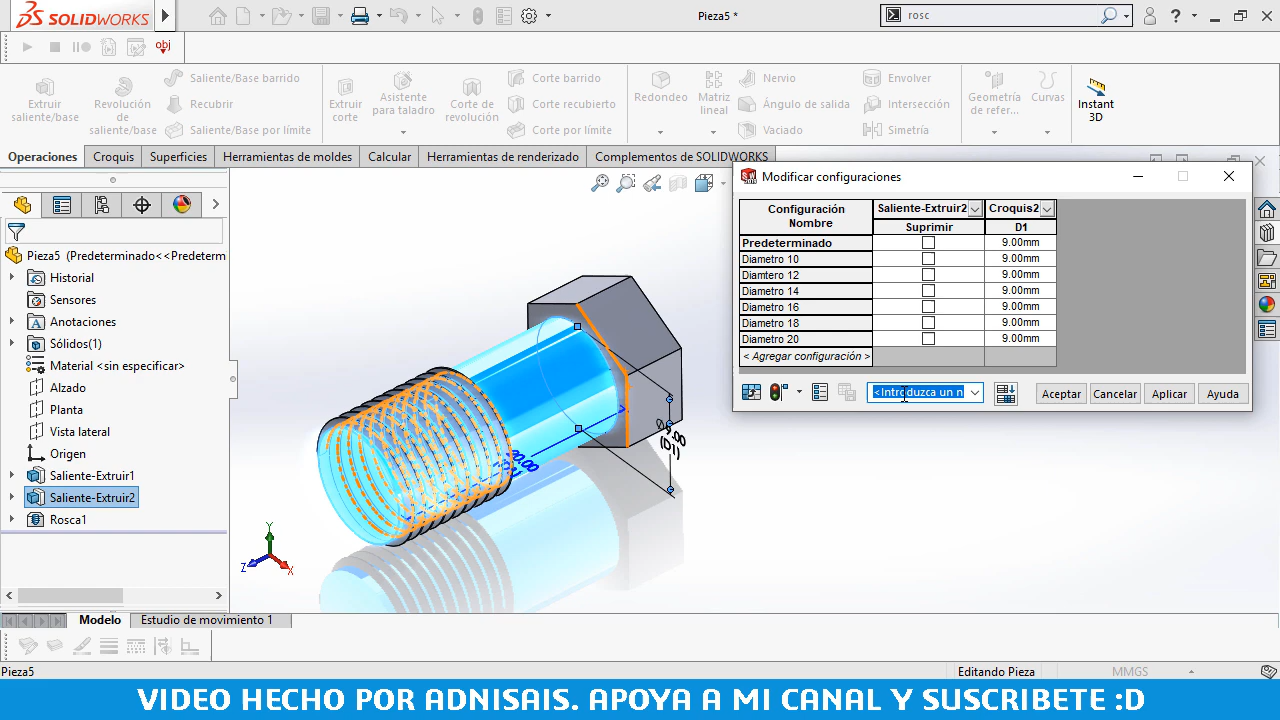 SOLIDWORKS
Pieza5 *
rosc
obj
Extruir saliente/base
Revolución de saliente/base
Saliente/Base barrido
Recubrir
Saliente/Base por límite
Extruir corte
Asistente para taladro
Corte de revolución
Corte barrido
Corte recubierto
Corte por límite
Redondeo
Matriz lineal
Nervio
Ángulo de salida
Vaciado
Envolver
Intersección
Simetría
Geometría de refer...
Curvas
Instant 3D
Operaciones
Croquis
Superficies
Herramientas de moldes
Calcular
Herramientas de renderizado
Complementos de SOLIDWORKS
Pieza5 (Predeterminado<<Predeterm
Historial
Sensores
Anotaciones
Sólidos(1)
Material <sin especificar>
Alzado
Planta
Vista lateral
Origen
Saliente-Extruir1
Saliente-Extruir2
Rosca1
Modificar configuraciones
Configuración Nombre
Saliente-Extruir2
Croquis2
Suprimir
D1
Predeterminado 9.00mm
Diametro 10 9.00mm
Diamtero 12 9.00mm
Diametro 14 9.00mm
Diametro 16 9.00mm
Diametro 18 9.00mm
Diametro 20 9.00mm
< Agregar configuración >
<Introduzca un n
Aceptar
Cancelar
Aplicar
Ayuda
(D1)
Y
Z
X
Modelo
Estudio de movimiento 1
Pieza5
Editando Pieza
MMGS
VIDEO HECHO POR ADNISAIS. APOYA A MI CANAL Y SUSCRIBETE :D